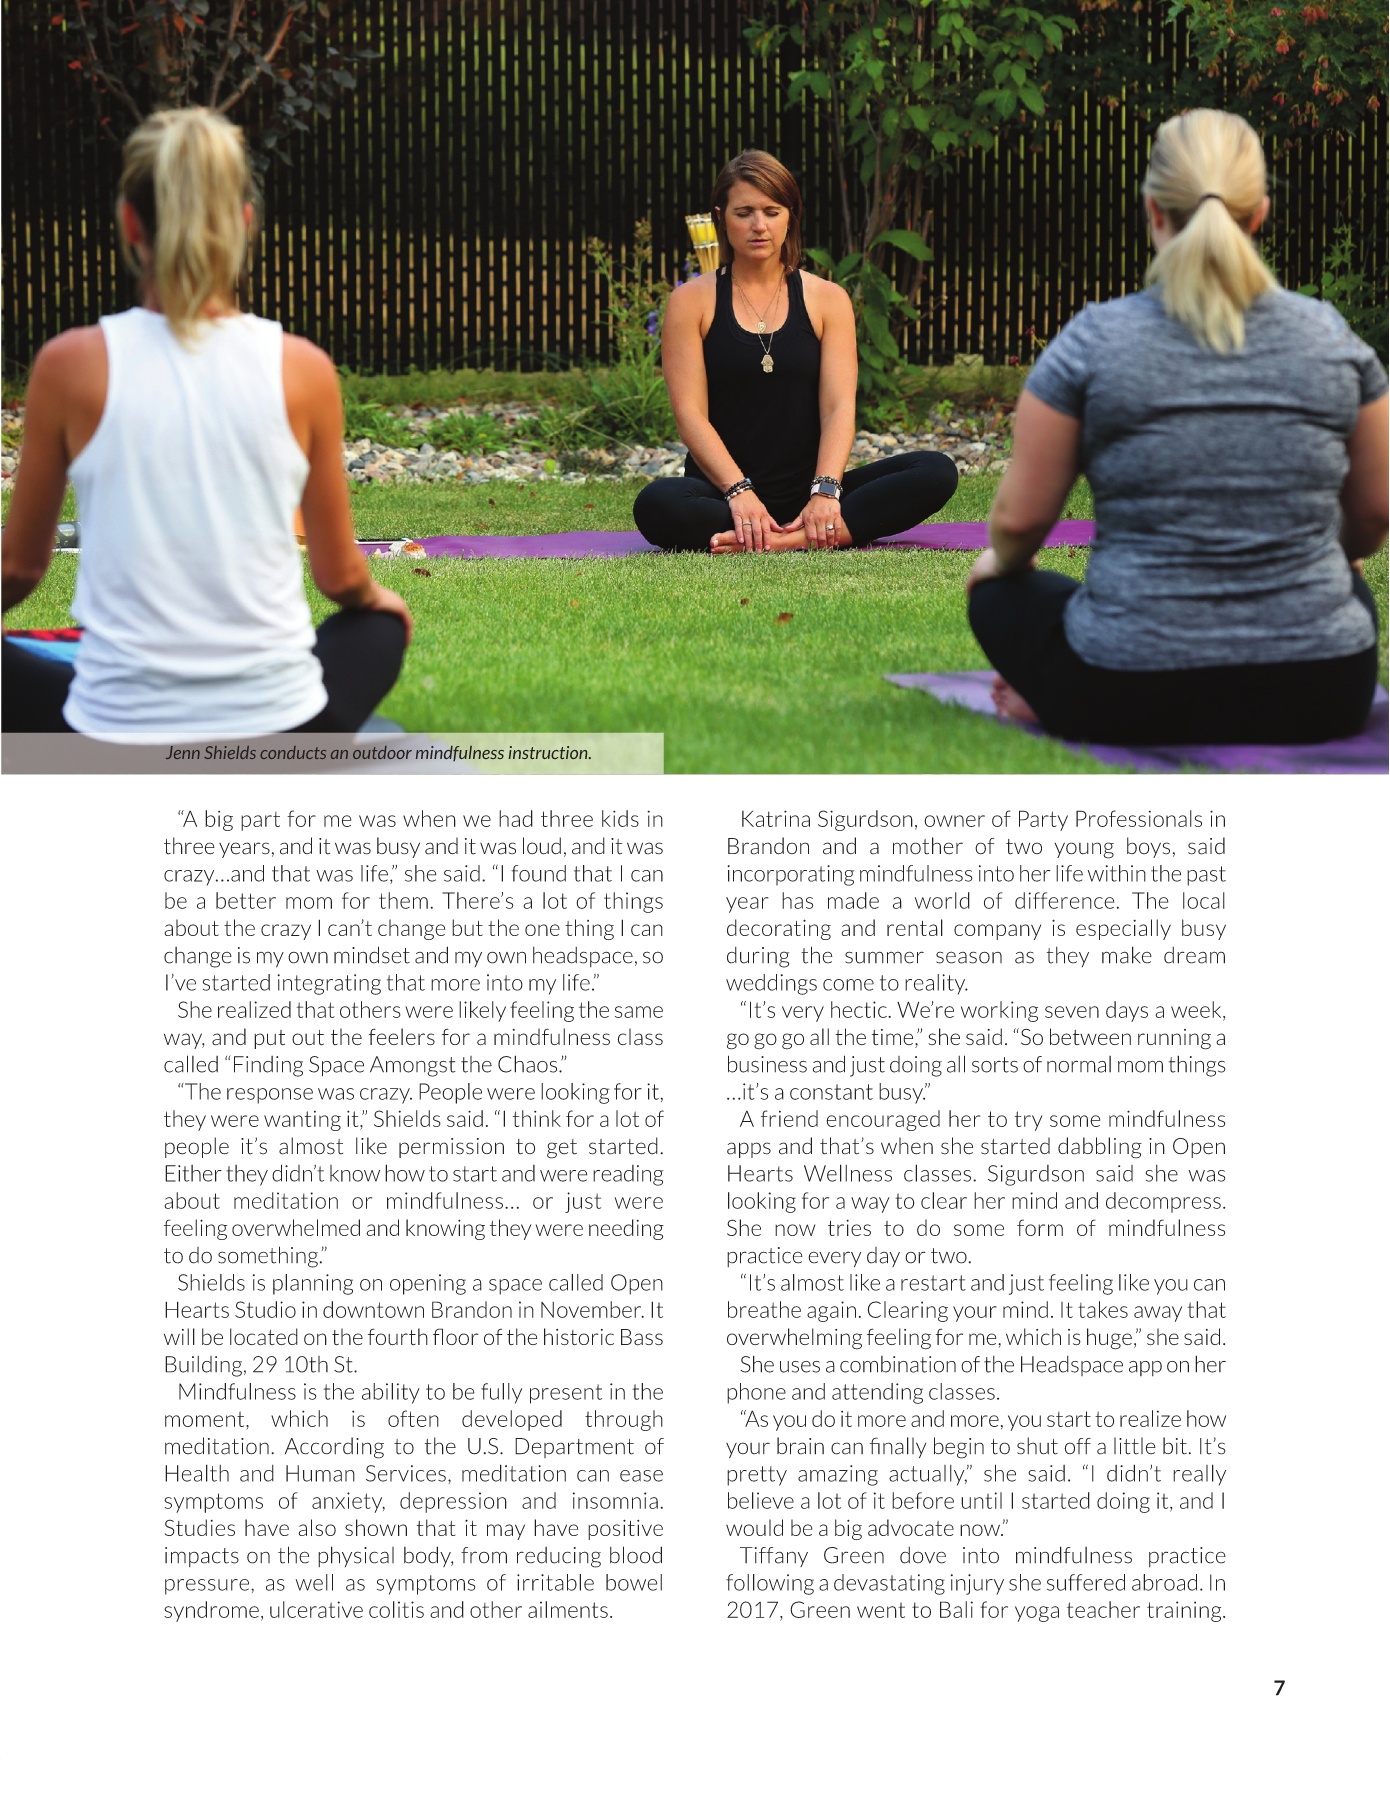 Jenn Shields conducts an outdoor mindfulness instruction.
“A big part for me was when we had three kids in
three years, and it was busy and it was loud, and it was
crazy…and that was life,” she said. “I found that I can
be a better mom for them. There’s a lot of things
about the crazy I can’t change but the one thing I can
change is my own mindset and my own headspace, so
I’ve started integrating that more into my life.”
She realized that others were likely feeling the same
way, and put out the feelers for a mindfulness class
called “Finding Space Amongst the Chaos.”
“The response was crazy. People were looking for it,
they were wanting it,” Shields said. “I think for a lot of
people it’s almost like permission to get started.
Either they didn’t know how to start and were reading
about meditation or mindfulness… or just were
feeling overwhelmed and knowing they were needing
to do something.”
Shields is planning on opening a space called Open
Hearts Studio in downtown Brandon in November. It
will be located on the fourth floor of the historic Bass
Building, 29 10th St.
Mindfulness is the ability to be fully present in the
moment, which is often developed through
meditation. According to the U.S. Department of
Health and Human Services, meditation can ease
symptoms of anxiety, depression and insomnia.
Studies have also shown that it may have positive
impacts on the physical body, from reducing blood
pressure, as well as symptoms of irritable bowel
syndrome, ulcerative colitis and other ailments.
Katrina Sigurdson, owner of Party Professionals in
Brandon and a mother of two young boys, said
incorporating mindfulness into her life within the past
year has made a world of difference. The local
decorating and rental company is especially busy
during the summer season as they make dream
weddings come to reality.
“It’s very hectic. We’re working seven days a week,
go go go all the time,” she said. “So between running a
business and just doing all sorts of normal mom things
…it’s a constant busy.”
A friend encouraged her to try some mindfulness
apps and that’s when she started dabbling in Open
Hearts Wellness classes. Sigurdson said she was
looking for a way to clear her mind and decompress.
She now tries to do some form of mindfulness
practice every day or two.
“It’s almost like a restart and just feeling like you can
breathe again. Clearing your mind. It takes away that
overwhelming feeling for me, which is huge,” she said.
She uses a combination of the Headspace app on her
phone and attending classes.
“As you do it more and more, you start to realize how
your brain can finally begin to shut off a little bit. It’s
pretty amazing actually,” she said. “I didn’t really
believe a lot of it before until I started doing it, and I
would be a big advocate now.”
Tiffany Green dove into mindfulness practice
following a devastating injury she suffered abroad. In
2017, Green went to Bali for yoga teacher training.
7